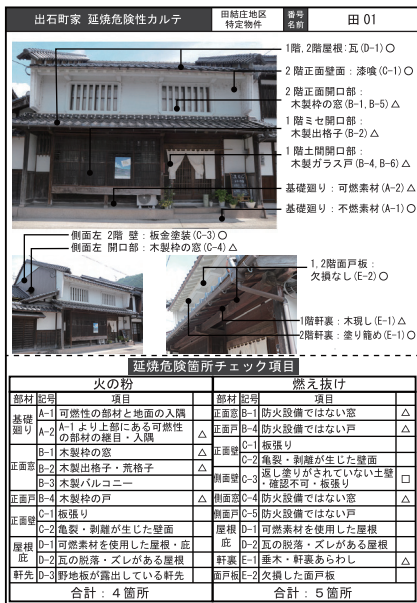 出石町家 延焼危険性カルテ
田結庄地区
特定物件
番号
名前
田 01
1階,2階屋根：瓦(D-1)○
2 階正面壁面：漆喰(C-1)○
2 階正面開口部：
木製枠の窓(B-1,B-5)△
1 階ミセ開口部：
木製出格子(B-2)△
1 階土間開口部：
木製ガラス戸(B-4,B-6)△
基礎廻り：可燃素材(A-2)△
基礎廻り：不燃素材(A-1)○
側面左 2階 壁：板金塗装(C-3)○
側面左 開口部：木製枠の窓(C-4)△
1,2階面戸板：
欠損なし(E-2)○
1階軒裏：木現し(E-1)△
2階軒裏：塗り籠め(E-1)○
延焼危険箇所チェック項目
火の粉
部材 記号 項目
基礎廻り A-1 可燃性の部材と地面の入隅
A-2 A-1より上部にある可燃性の部材の継目・入隅 △
正面窓 B-1 木製枠の窓 △
B-2 木製出格子・荒格子 △
B-3 木製バルコニー
正面戸 B-4 木製枠の戸 △
正面壁 C-1 板張り
C-2 亀裂・剥離が生じた壁面
屋根庇 D-1 可燃素材を使用した屋根・庇
D-2 瓦の脱落・ズレがある屋根
軒先 D-3 野地板が露出している軒先
合計：４箇所
燃え抜け
部材 記号 項目
正面窓 B-1 防火設備ではない窓 △
正面戸 B-4 防火設備ではない戸 △
正面壁 C-1 板張り
C-2 亀裂・剥離が生じた壁面
側面壁 C-3 返し塗りがされていない土壁・確認不可・板張り □
側面窓 C-4 防火設備ではない窓 △
側面戸 C-5 防火設備ではない戸
屋根庇 D-1 可燃素材を使用した屋根
D-2 瓦の脱落・ズレがある屋根
軒裏 E-1 垂木・軒裏あらわし △
面戸板 E-2 欠損した面戸板
合計：５箇所